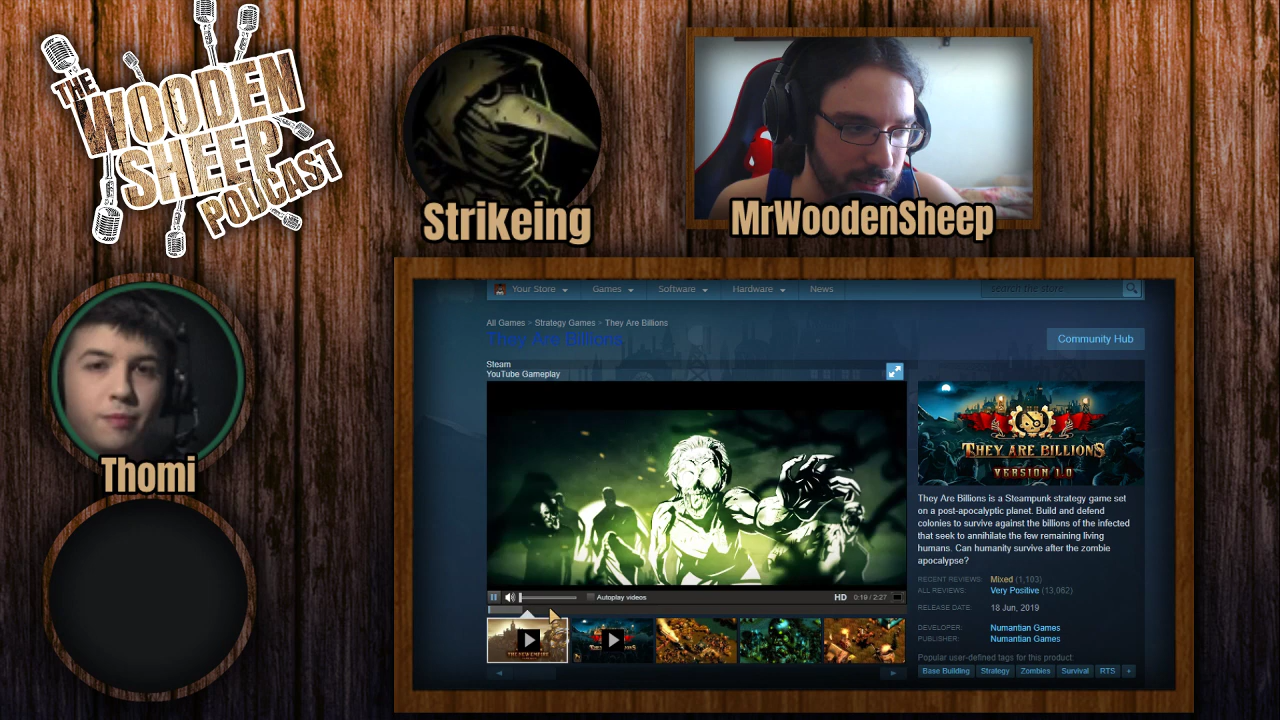 THE
WOODEN
SHEEP
PODCAST
Strikeing
MrWoodenSheep
Thomi
Your Store
Games
Software
Hardware
News
search the store
All Games > Strategy Games > They Are Billions
They Are Billions
Community Hub
Steam
YouTube Gameplay
THEY ARE BILLIONS
VERSION 1.0
They Are Billions is a Steampunk strategy game set
on a post-apocalyptic planet. Build and defend
colonies to survive against the billions of the infected
that seek to annihilate the few remaining living
humans. Can humanity survive after the zombie
apocalypse?
RECENT REVIEWS: Mixed (1,103)
ALL REVIEWS: Very Positive (13,062)
RELEASE DATE: 18 Jun, 2019
DEVELOPER: Numantian Games
PUBLISHER: Numantian Games
Popular user-defined tags for this product:
Base Building Strategy Zombies Survival RTS +
Autoplay videos
HD 0:19 / 2:27
THE NEW EMPIRE